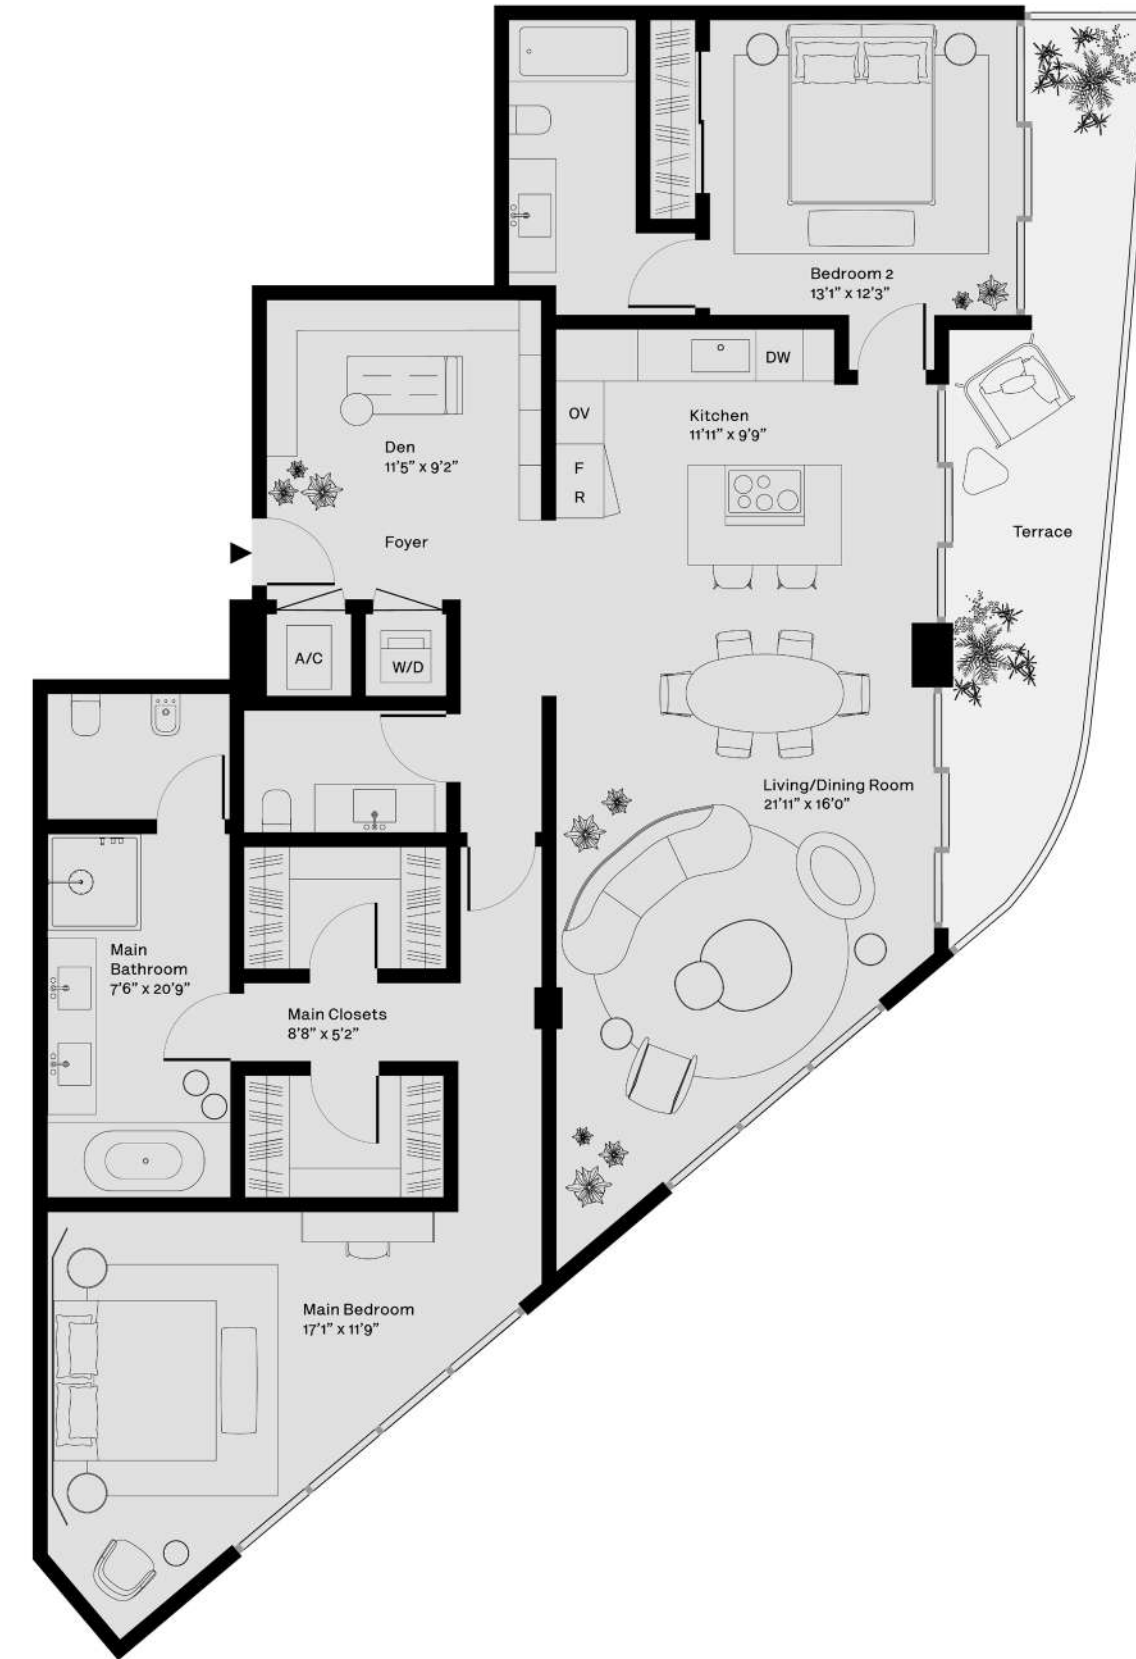 Bedroom 2
13’1” x 12’3”
DW
OV
Kitchen
11’11” x 9’9”
Den
11’5” x 9’2”
F
R
Terrace
Foyer
A/C
W/D
Living/Dining Room
21’11” x 16’0”
Main
Bathroom
7’6” x 20’9”
Main Closets
8’8” x 5’2”
Main Bedroom
17’1” x 11’9”